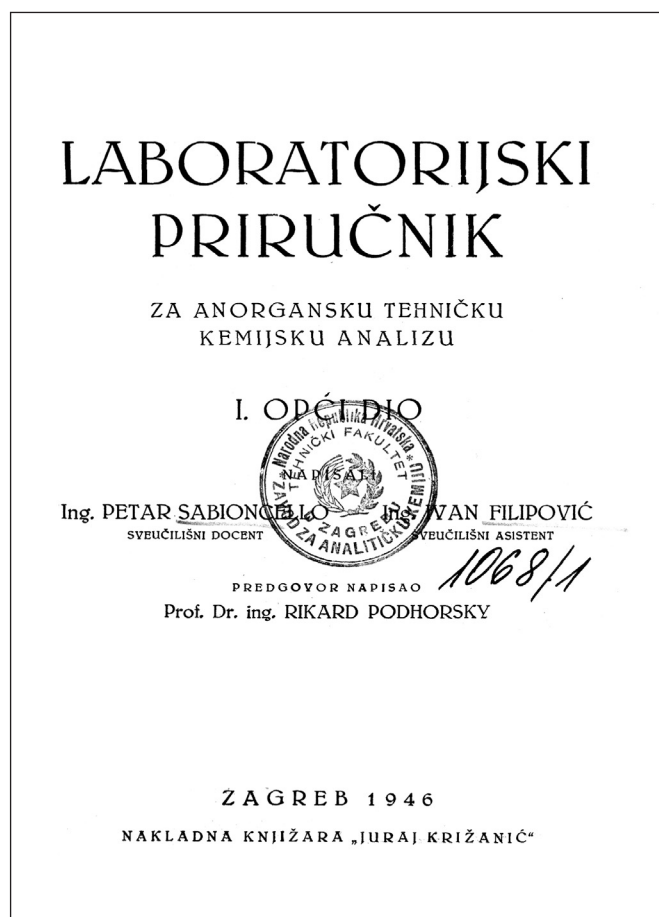 LABORATORIJSKI
PRIRUČNIK
ZA ANORGANSKU TEHNIČKU
KEMIJSKU ANALIZU
I. OPĆI DIO
Narodna Republika Hrvatska
TEHNIČKI FAKULTET
U ZAGREBU
ZAVOD ZA ANALITIČKU KEMIJU
NAPISALI
Ing. PETAR SABIONCELLO Ing. IVAN FILIPOVIĆ
SVEUČILIŠNI DOCENT SVEUČILIŠNI ASISTENT
1068/1
PREDGOVOR NAPISAO
Prof. Dr. ing. RIKARD PODHORSKY
ZAGREB 1946
NAKLADNA KNJIŽARA „JURAJ KRIŽANIĆ“